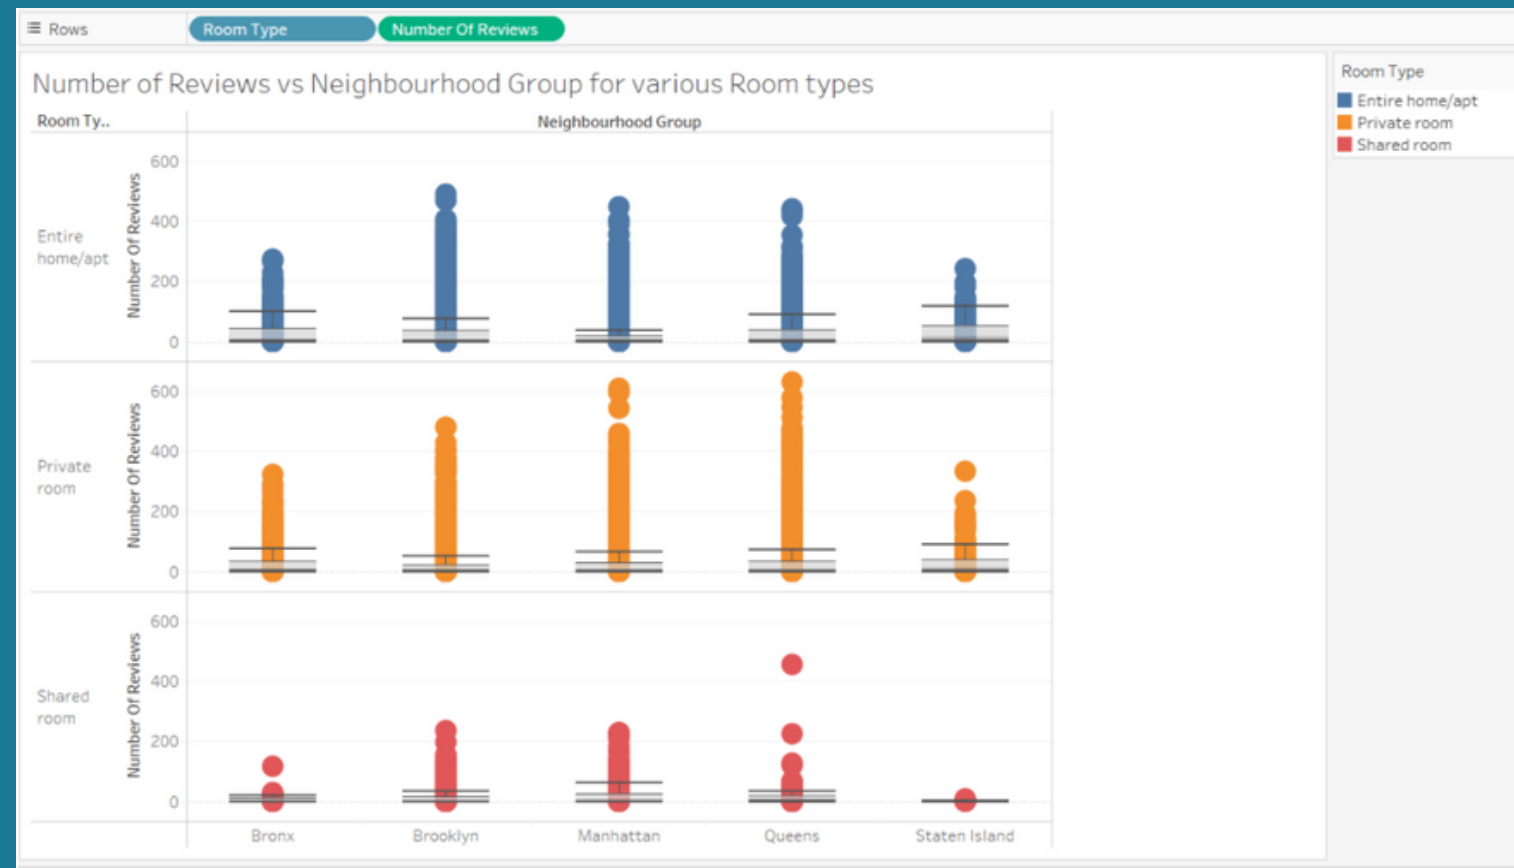 Rows Room Type Number Of Reviews
Number of Reviews vs Neighbourhood Group for various Room types
Room Ty.. Neighbourhood Group
Entire
home/apt
Number Of Reviews
600
400
200
0
Private
room
Number Of Reviews
600
400
200
0
Shared
room
Number Of Reviews
600
400
200
0
Bronx Brooklyn Manhattan Queens Staten Island
Room Type
Entire home/apt
Private room
Shared room